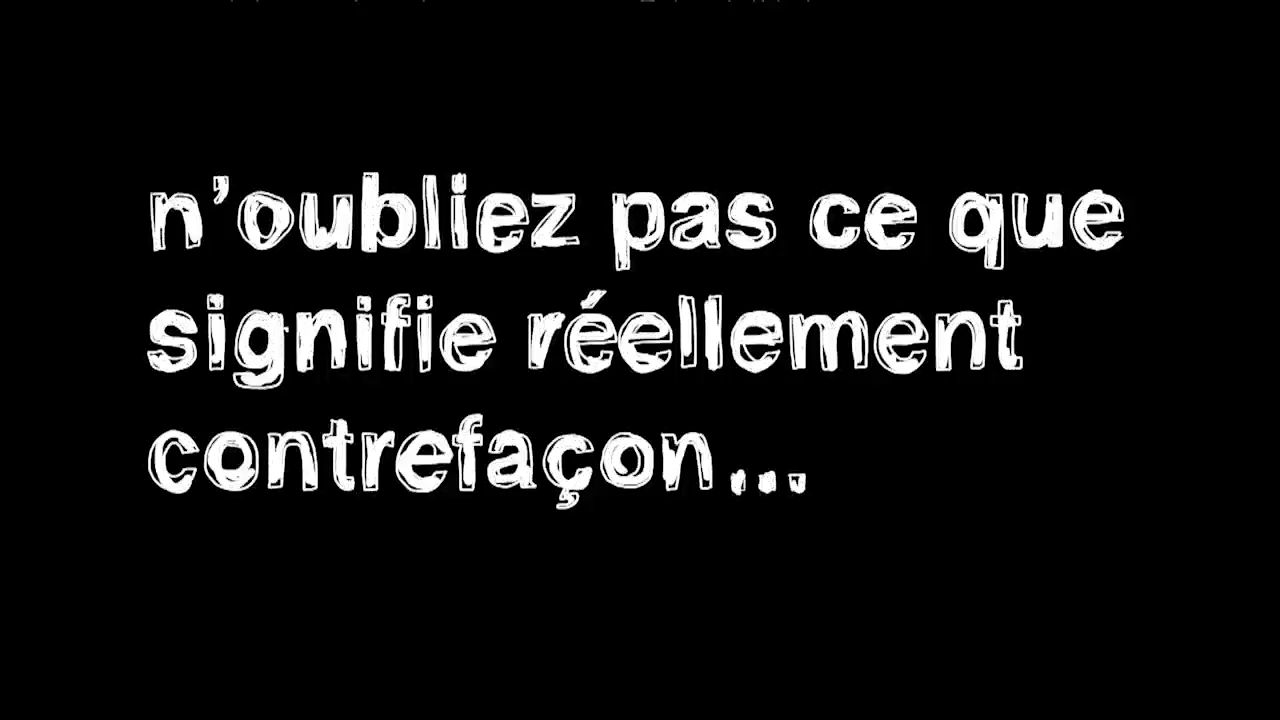 n'oubliez pas ce que
signifie réellement
contrefaçon...